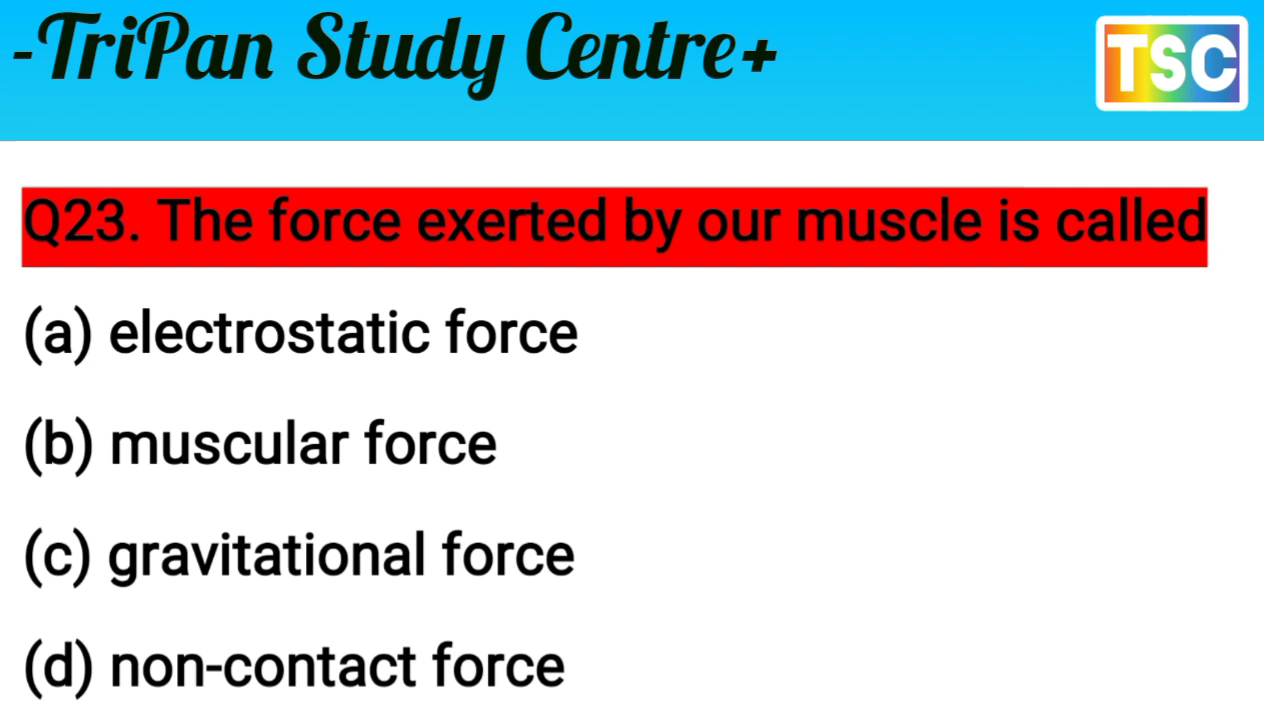 -TriPan Study Centre+
TSC
Q23. The force exerted by our muscle is called
(a) electrostatic force
(b) muscular force
(c) gravitational force
(d) non-contact force